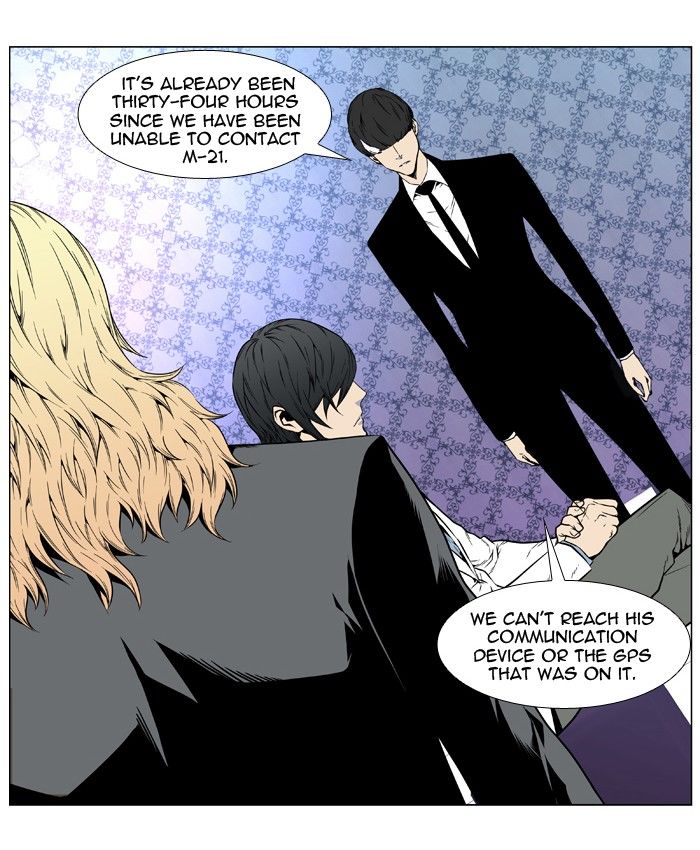 IT'S ALREADY BEEN
THIRTY-FOUR HOURS
SINCE WE HAVE BEEN
UNABLE TO CONTACT
M-21.
WE CAN'T REACH HIS
COMMUNICATION
DEVICE OR THE GPS
THAT WAS ON IT.